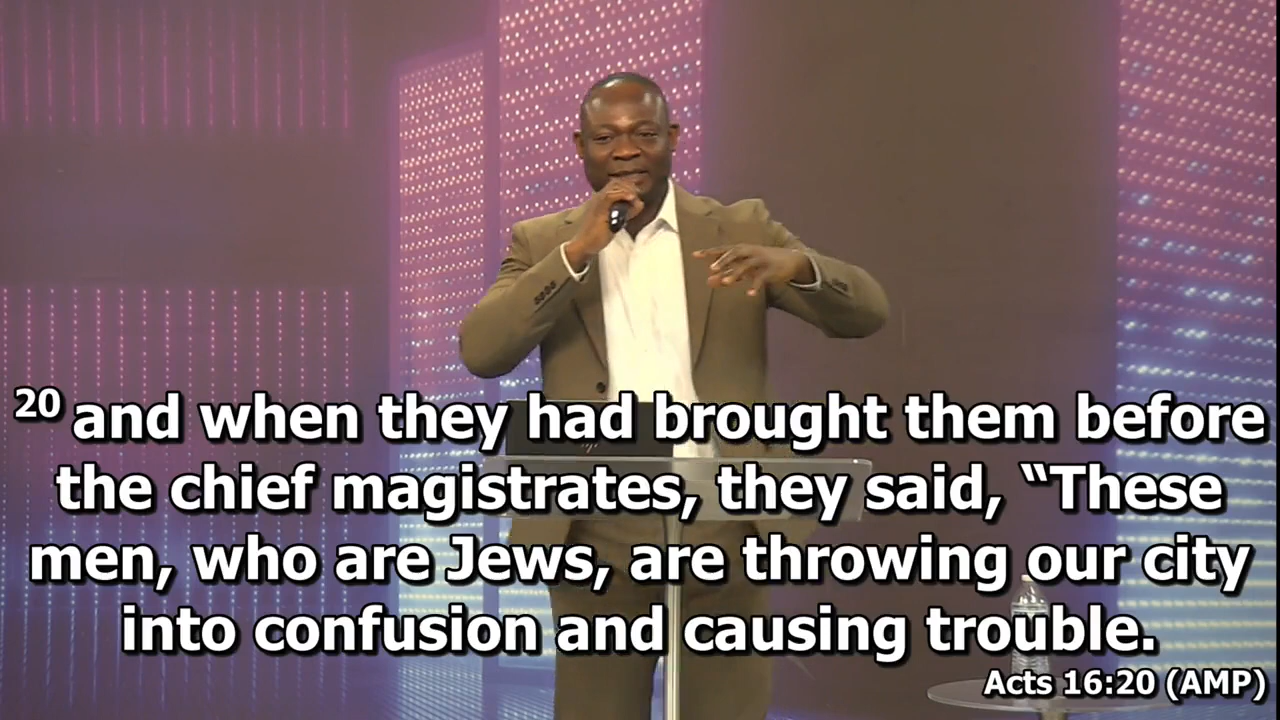 20 and when they had brought them before
the chief magistrates, they said, “These
men, who are Jews, are throwing our city
into confusion and causing trouble.
Acts 16:20 (AMP)